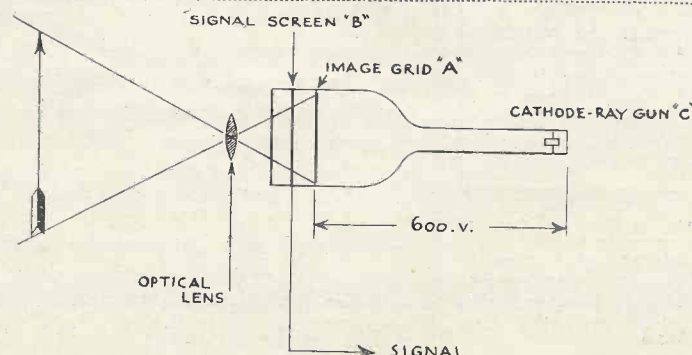 SIGNAL SCREEN "B"
IMAGE GRID "A"
CATHODE-RAY GUN "C"
600.V.
OPTICAL
LENS
SIGNAL